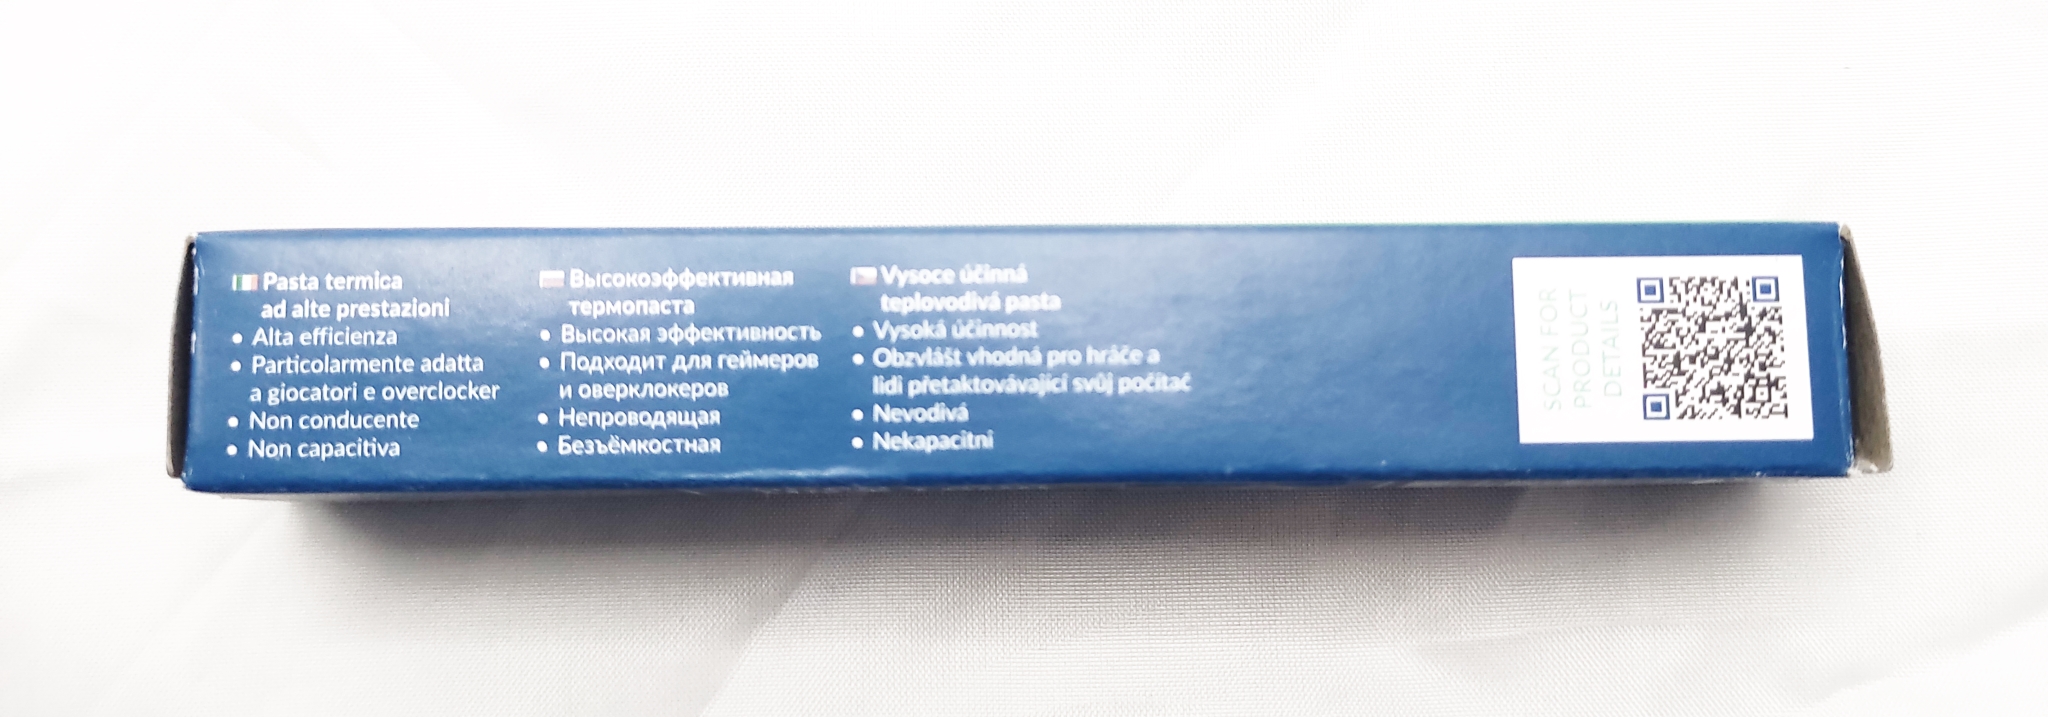 Pasta termica
ad alte prestazioni
• Alta efficienza
• Particolarmente adatta
a giocatori e overclocker
• Non conducente
• Non capacitiva
Высокоэффективная
термопаста
• Высокая эффективность
• Подходит для геймеров
и оверклокеров
• Непроводящая
• Безъёмкостная
Vysoce účinná
teplovodivá pasta
• Vysoká účinnost
• Obzvlášt vhodná pro hráče a
lidi přetaktovávající svůj počítač
• Nevodivá
• Nekapacitní
SCAN FOR
PRODUCT
DETAILS